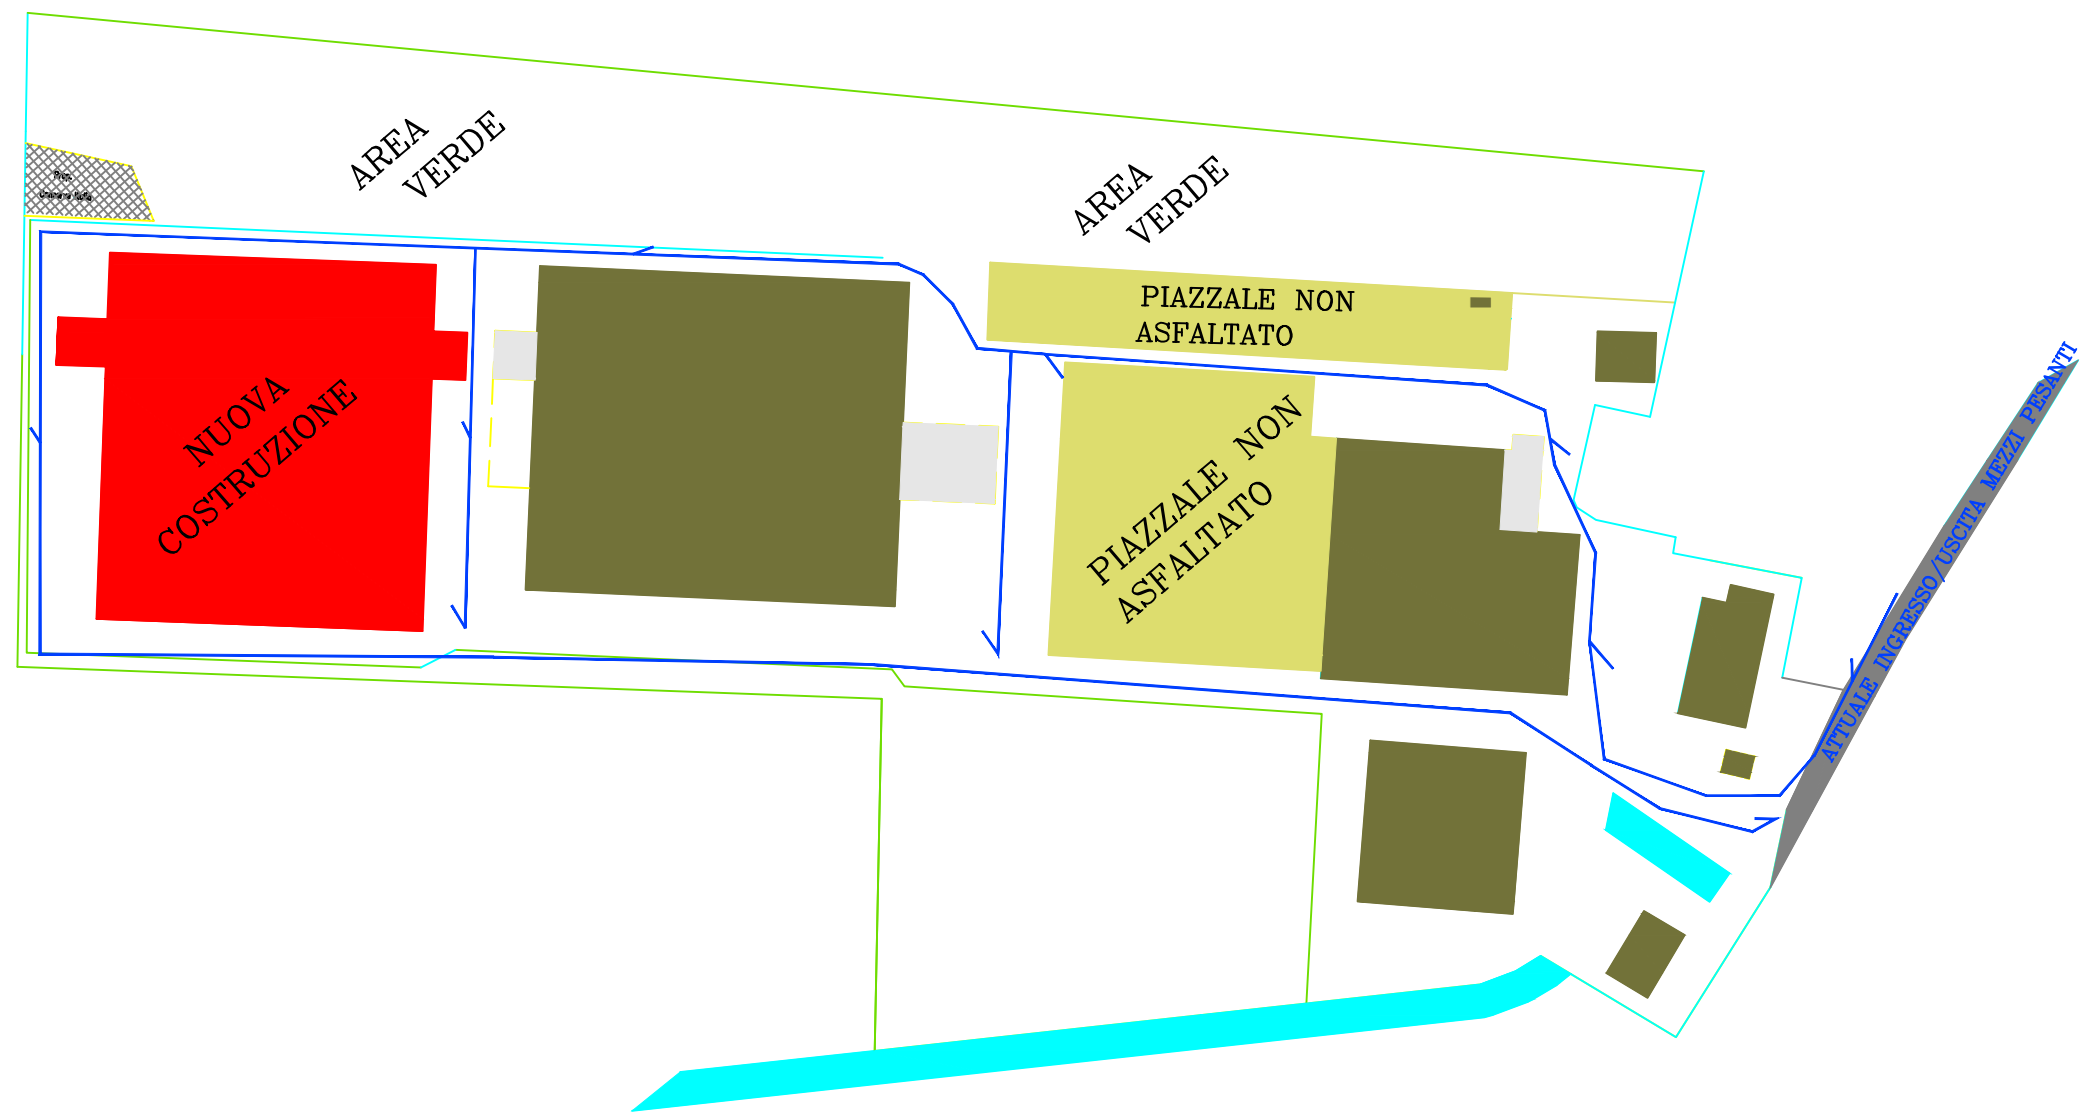 AREA
VERDE
AREA
VERDE
PIAZZALE NON
ASFALTATO
NUOVA
COSTRUZIONE
PIAZZALE NON
ASFALTATO
ATTUALE INGRESSO/USCITA MEZZI PESANTI